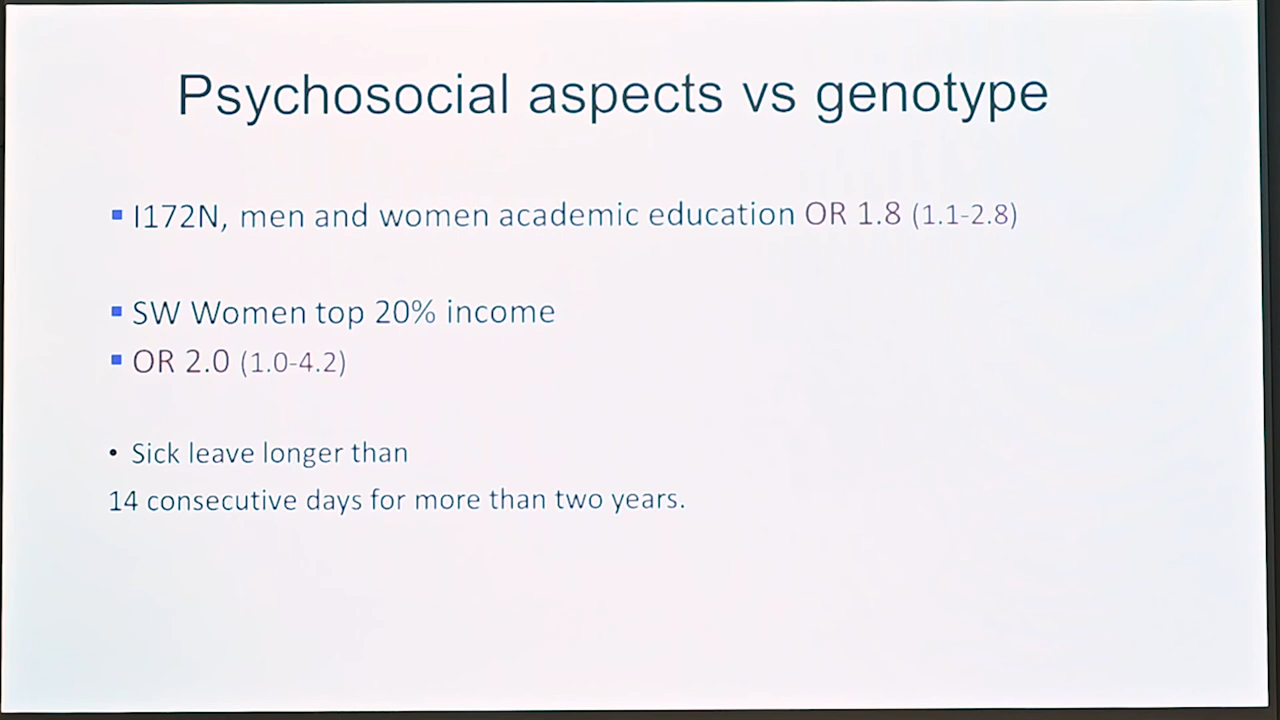 Psychosocial aspects vs genotype
▪ I172N, men and women academic education OR 1.8 (1.1-2.8)
▪ SW Women top 20% income
▪ OR 2.0 (1.0-4.2)
• Sick leave longer than
14 consecutive days for more than two years.